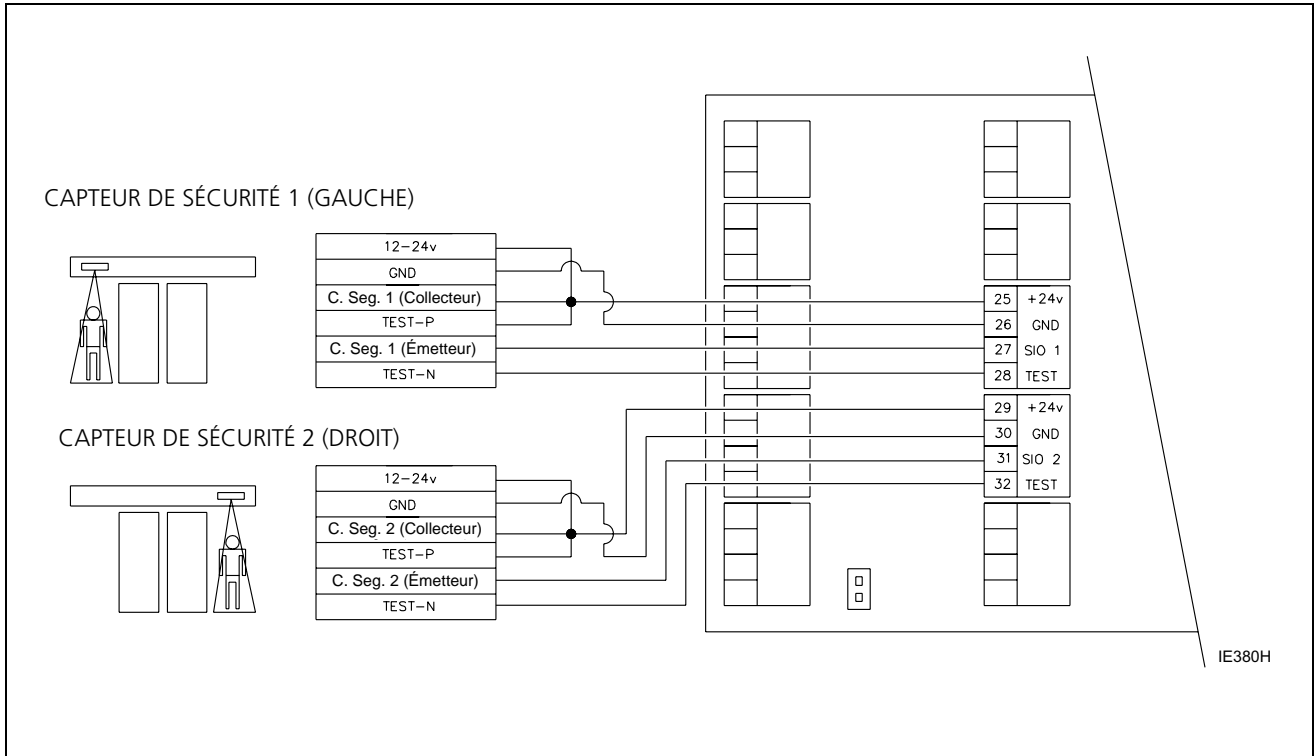 CAPTEUR DE SÉCURITÉ 1 (GAUCHE)
12-24v
GND
C. Seg. 1 (Collecteur)
TEST-P
C. Seg. 1 (Émetteur)
TEST-N
25 +24v
26 GND
27 SIO 1
28 TEST
CAPTEUR DE SÉCURITÉ 2 (DROIT)
12-24v
GND
C. Seg. 2 (Collecteur)
TEST-P
C. Seg. 2 (Émetteur)
TEST-N
29 +24v
30 GND
31 SIO 2
32 TEST
IE380H